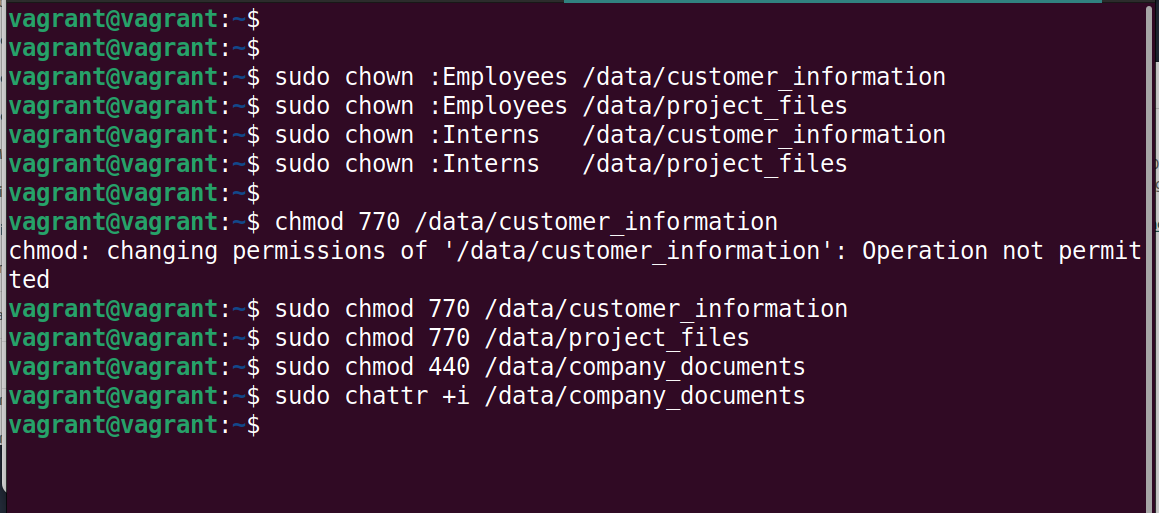 vagrant@vagrant:~$
vagrant@vagrant:~$
vagrant@vagrant:~$ sudo chown :Employees /data/customer_information
vagrant@vagrant:~$ sudo chown :Employees /data/project_files
vagrant@vagrant:~$ sudo chown :Interns   /data/customer_information
vagrant@vagrant:~$ sudo chown :Interns   /data/project_files
vagrant@vagrant:~$
vagrant@vagrant:~$ chmod 770 /data/customer_information
chmod: changing permissions of '/data/customer_information': Operation not permit
ted
vagrant@vagrant:~$ sudo chmod 770 /data/customer_information
vagrant@vagrant:~$ sudo chmod 770 /data/project_files
vagrant@vagrant:~$ sudo chmod 440 /data/company_documents
vagrant@vagrant:~$ sudo chattr +i /data/company_documents
vagrant@vagrant:~$